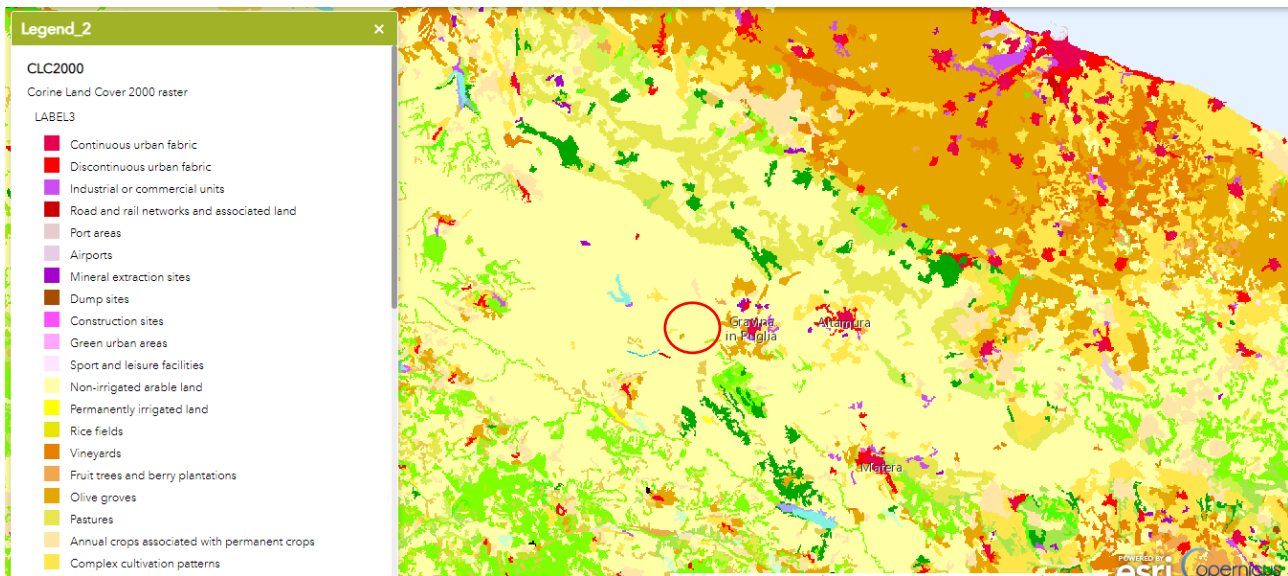 Legend_2
×
CLC2000
Corine Land Cover 2000 raster
LABEL3
Continuous urban fabric
Discontinuous urban fabric
Industrial or commercial units
Road and rail networks and associated land
Port areas
Airports
Mineral extraction sites
Dump sites
Construction sites
Green urban areas
Sport and leisure facilities
Non-irrigated arable land
Permanently irrigated land
Rice fields
Vineyards
Fruit trees and berry plantations
Olive groves
Pastures
Annual crops associated with permanent crops
Complex cultivation patterns
Gravina
in Puglia
Altamura
Matera
POWERED BY
esri
opernicus